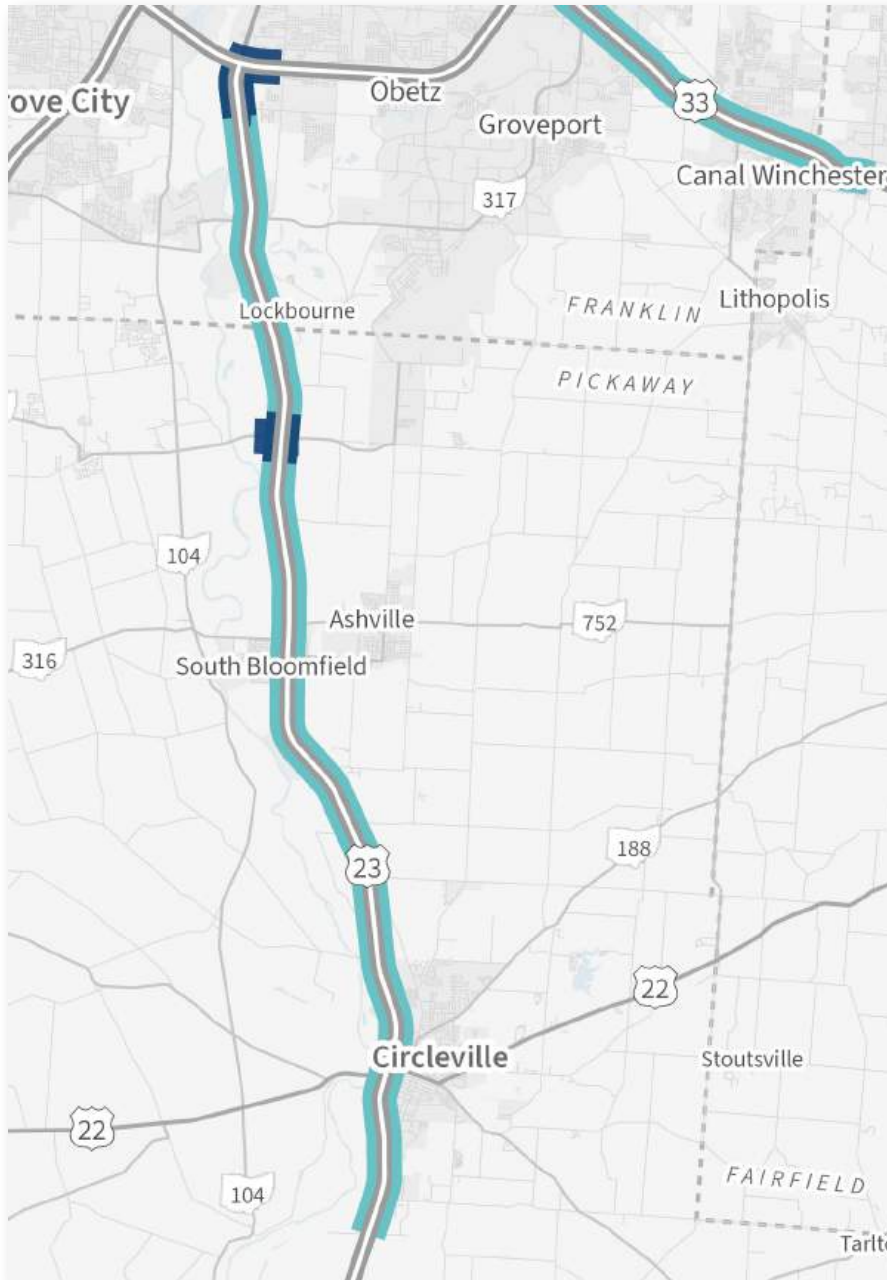 33
ove City
Obetz
Groveport
Canal Winchester
317
Lockbourne
FRANKLIN
Lithopolis
PICKAWAY
104
Ashville
752
316
South Bloomfield
188
23
22
Circleville
Stoutsville
22
104
FAIRFIELD
Tarlt